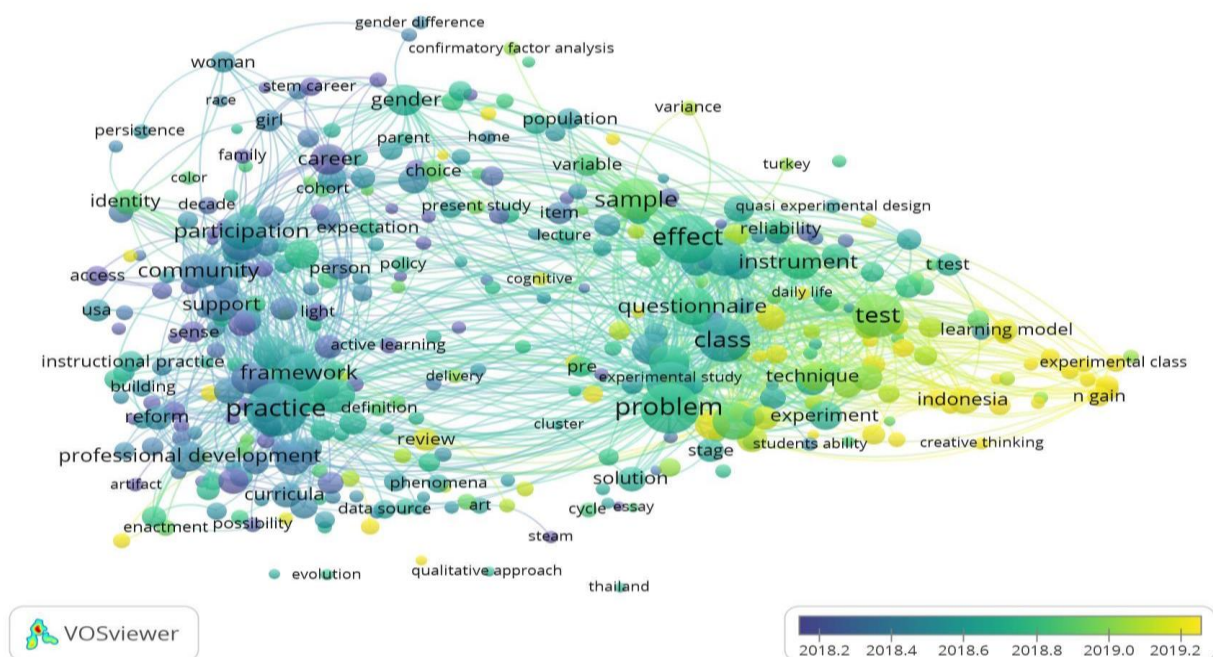 gender difference
confirmatory factor analysis
woman
stem career
race
gender
variance
girl
population
persistence
parent
home
family
career
variable
turkey
color
cohort
choice
identity
decade
present study
item
sample
quasi experimental design
participation
expectation
lecture
effect
reliability
access
community
person
policy
cognitive
instrument
t test
usa
support
light
questionnaire
daily life
test
sense
active learning
class
learning model
instructional practice
framework
delivery
pre
experimental study
technique
experimental class
building
practice
definition
problem
experiment
indonesia
n gain
reform
cluster
review
students ability
creative thinking
professional development
stage
artifact
curricula
phenomena
solution
enactment
possibility
data source
art
cycle
essay
steam
evolution
qualitative approach
thailand
VOSviewer
2018.2 2018.4 2018.6 2018.8 2019.0 2019.2